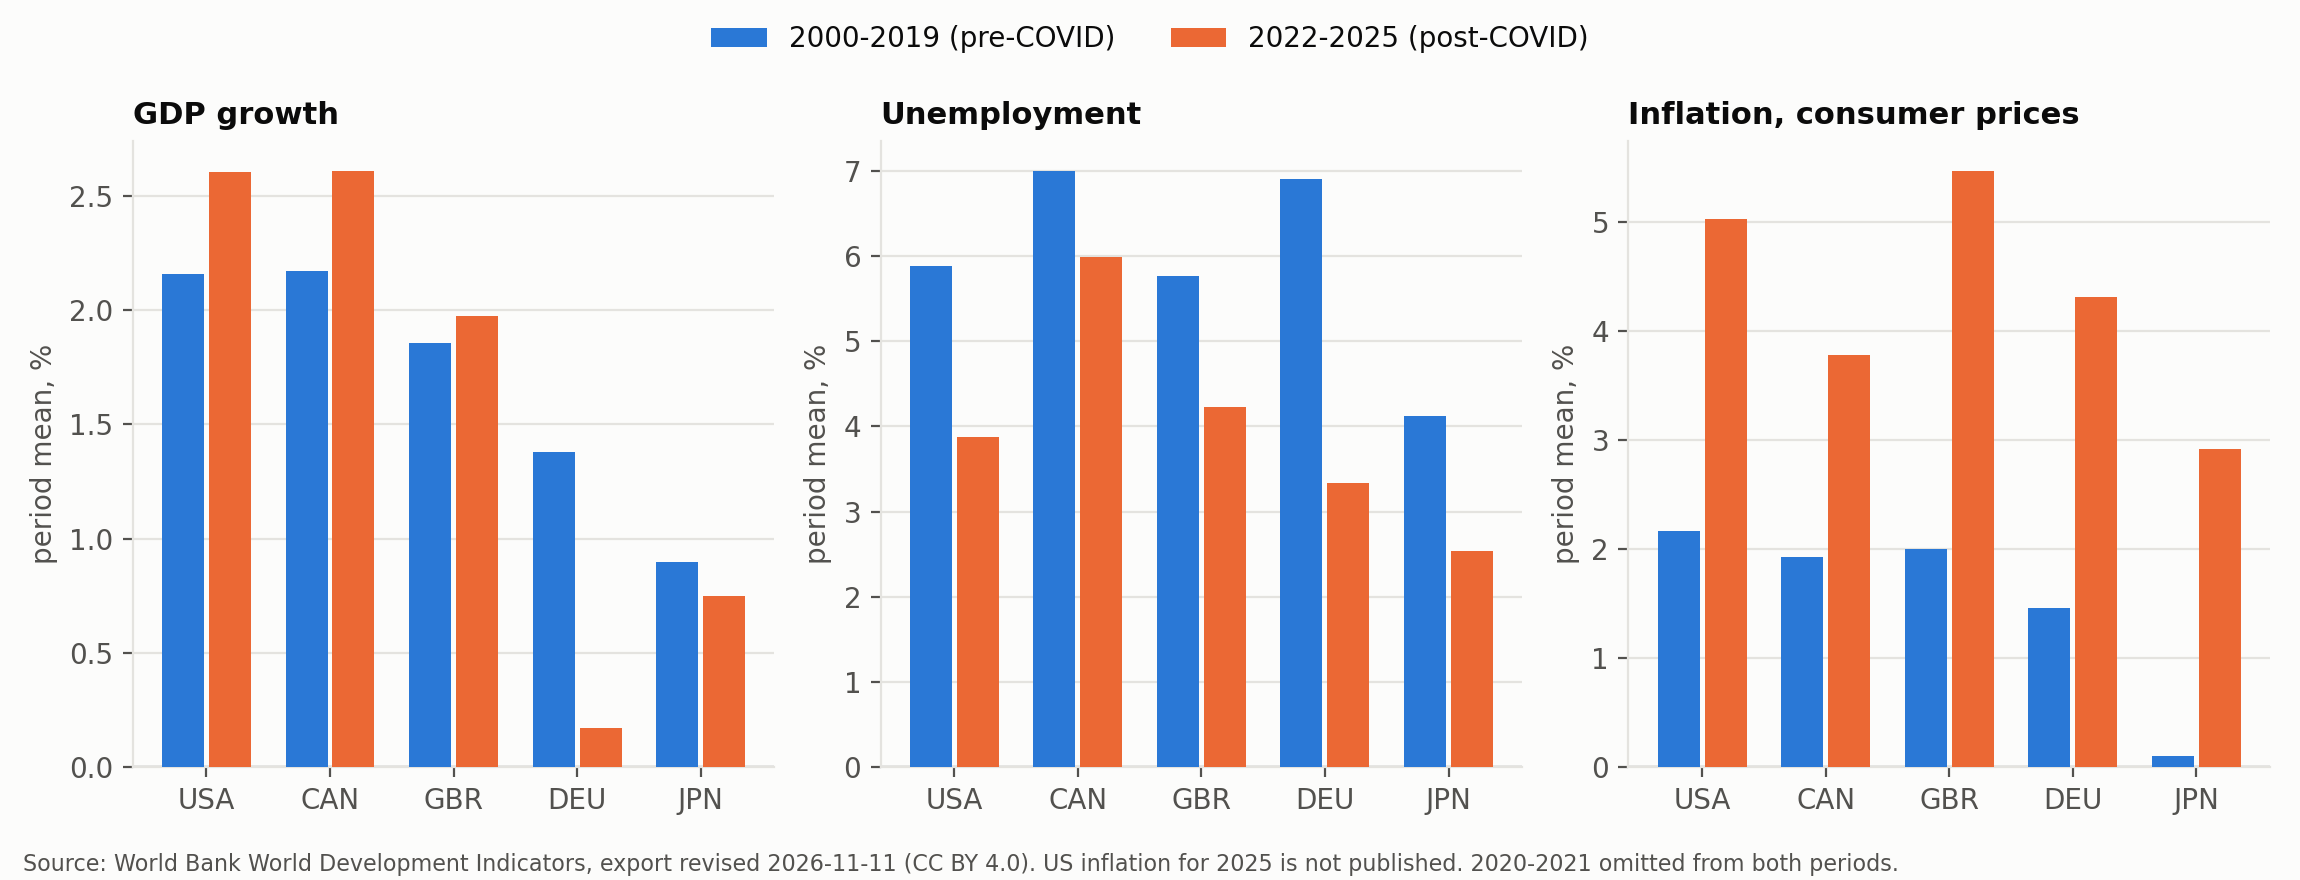 2000-2019 (pre-COVID) 2022-2025 (post-COVID)
GDP growth
period mean, %
2.5
2.0
1.5
1.0
0.5
0.0
USA CAN GBR DEU JPN
Unemployment
period mean, %
7
6
5
4
3
2
1
0
USA CAN GBR DEU JPN
Inflation, consumer prices
period mean, %
5
4
3
2
1
0
USA CAN GBR DEU JPN
Source: World Bank World Development Indicators, export revised 2026-11-11 (CC BY 4.0). US inflation for 2025 is not published. 2020-2021 omitted from both periods.